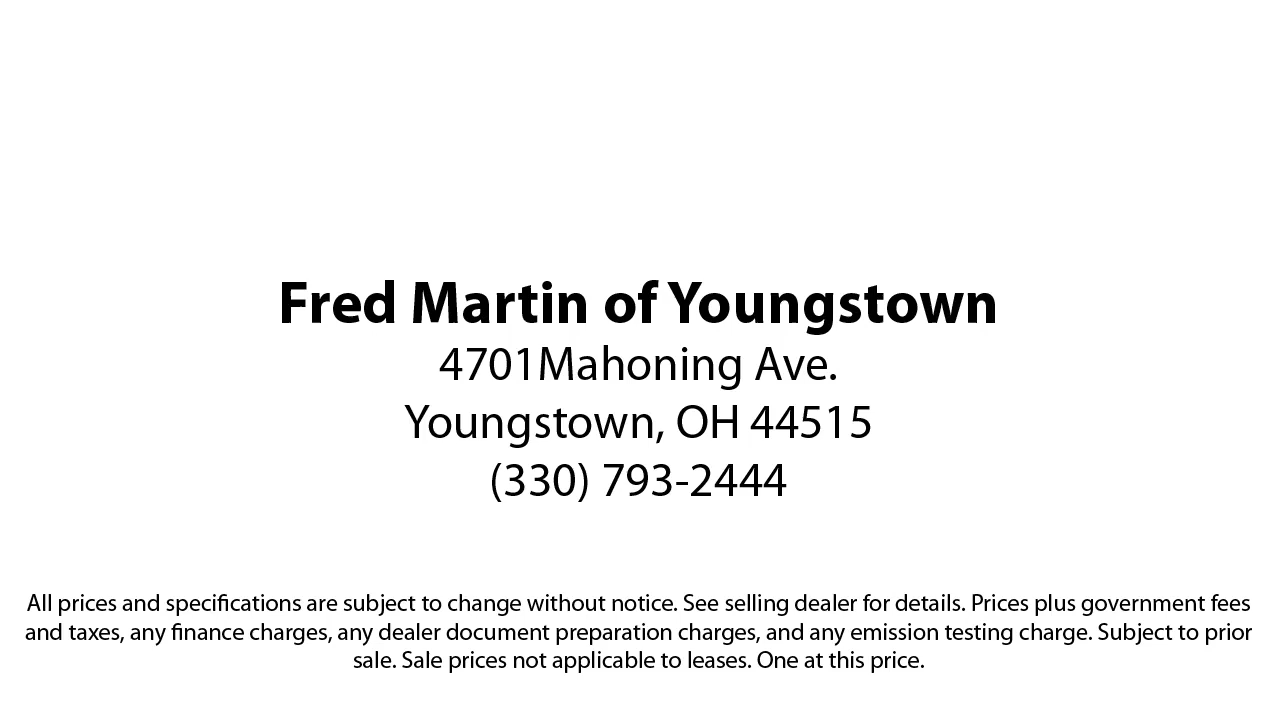 Fred Martin of Youngstown
4701Mahoning Ave.
Youngstown, OH 44515
(330) 793-2444
All prices and specifications are subject to change without notice. See selling dealer for details. Prices plus government fees
and taxes, any finance charges, any dealer document preparation charges, and any emission testing charge. Subject to prior
sale. Sale prices not applicable to leases. One at this price.